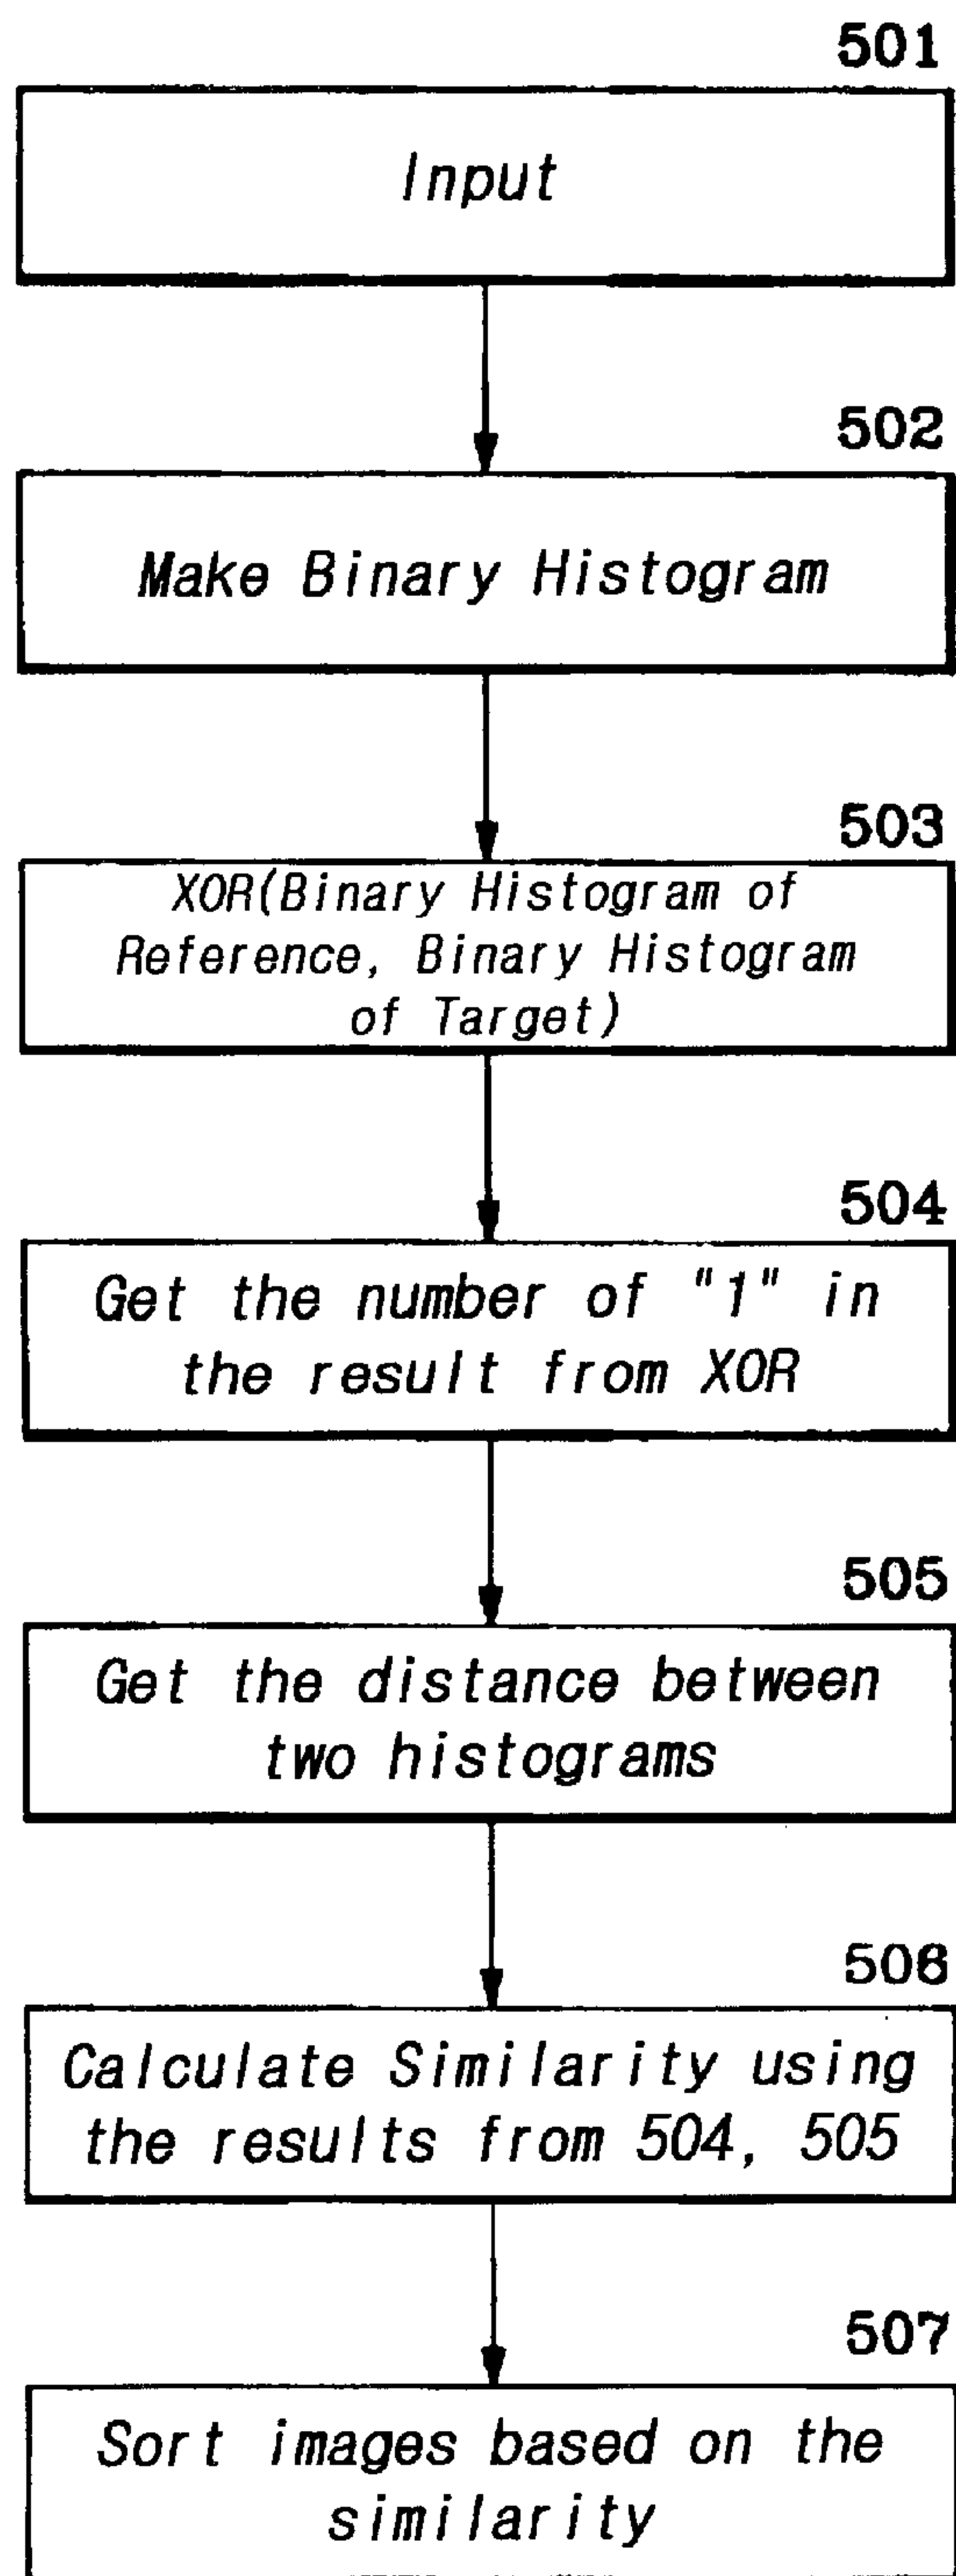 501
Input
502
Make Binary Histogram
503
XOR(Binary Histogram of
Reference, Binary Histogram
of Target)
504
Get the number of "1" in
the result from XOR
505
Get the distance between
two histograms
506
Calculate Similarity using
the results from 504, 505
507
Sort images based on the
similarity